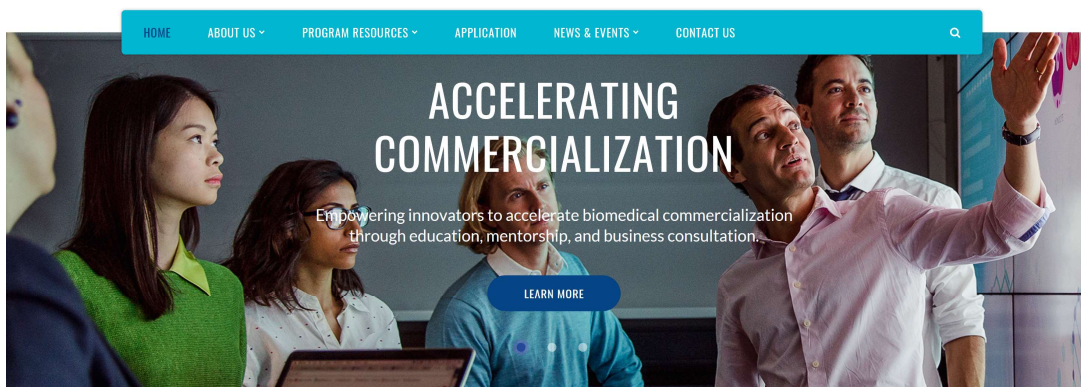 HOME ABOUT US PROGRAM RESOURCES APPLICATION NEWS & EVENTS CONTACT US
ACCELERATING
COMMERCIALIZATION
Empowering innovators to accelerate biomedical commercialization
through education, mentorship, and business consultation.
LEARN MORE